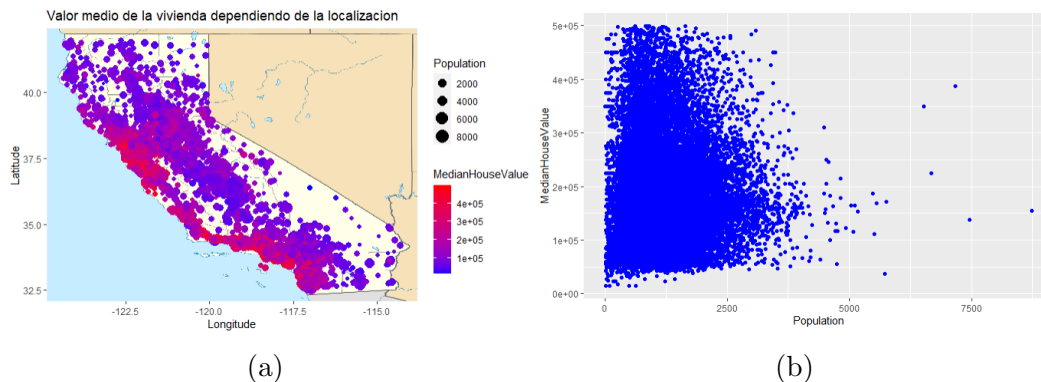 Valor medio de la vivienda dependiendo de la localizacion
40.0
37.5
35.0
32.5
Latitude
-122.5
-120.0
-117.5
-115.0
Longitude
Population
2000
4000
6000
8000
MedianHouseValue
4e+05
3e+05
2e+05
1e+05
(a)
5e+05
4e+05
3e+05
2e+05
1e+05
0e+00
MedianHouseValue
0
2500
5000
7500
Population
(b)